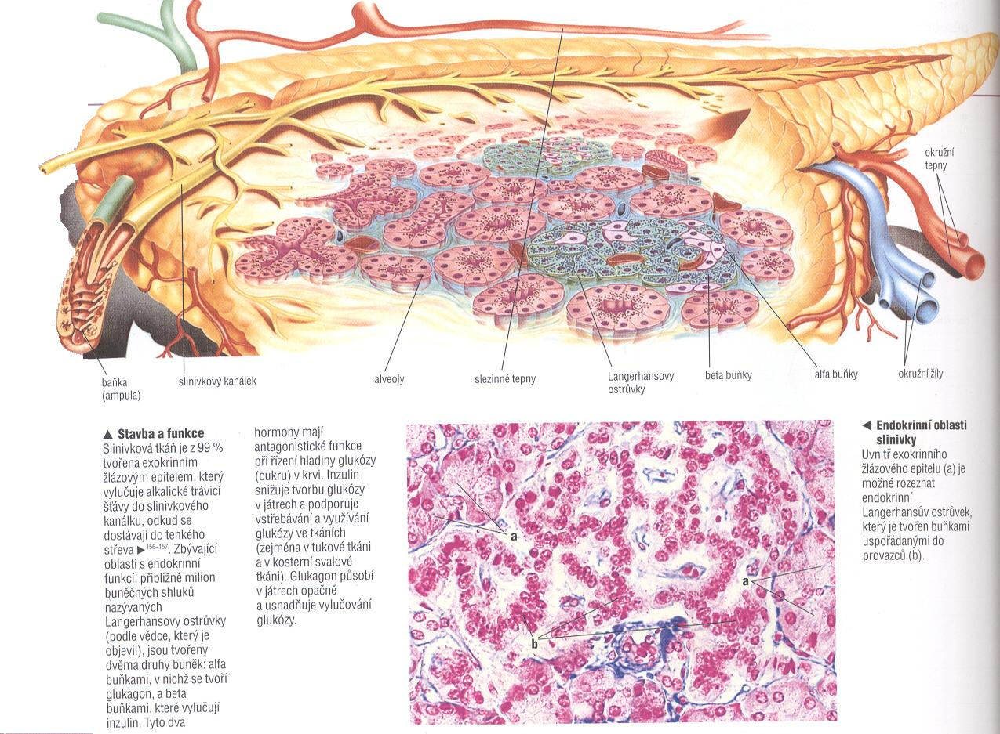 okružní
tepny
baňka
(ampula)
slinivkový kanálek
alveoly
slezinné tepny
Langerhansovy
ostrůvky
beta buňky
alfa buňky
okružní žíly
▲ Stavba a funkce
Slinivková tkáň je z 99 %
tvořena exokrinním
žlázovým epitelem, který
vylučuje alkalické trávicí
šťávy do slinivkového
kanálku, odkud se
dostávají do tenkého
střeva ▶156–157. Zbývající
oblasti s endokrinní
funkcí, přibližně milion
buněčných shluků
nazývaných
Langerhansovy ostrůvky
(podle vědce, který je
objevil), jsou tvořeny
dvěma druhy buněk: alfa
buňkami, v nichž se tvoří
glukagon, a beta
buňkami, které vylučují
inzulin. Tyto dva
hormony mají
antagonistické funkce
při řízení hladiny glukózy
(cukru) v krvi. Inzulin
snižuje tvorbu glukózy
v játrech a podporuje
vstřebávání a využívání
glukózy ve tkáních
(zejména v tukové tkáni
a v kosterní svalové
tkáni). Glukagon působí
v játrech opačně
a usnadňuje vylučování
glukózy.
a
a
b
◀ Endokrinní oblasti
slinivky
Uvnitř exokrinního
žlázového epitelu (a) je
možné rozeznat
endokrinní
Langerhansův ostrůvek,
který je tvořen buňkami
uspořádanými do
provazců (b).